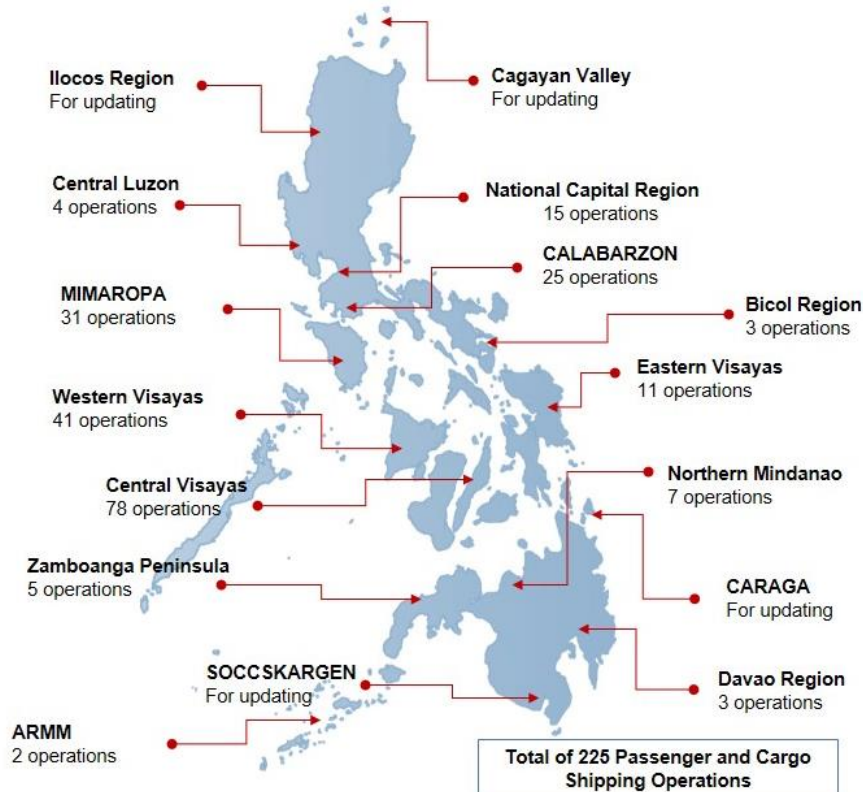 Ilocos Region
For updating
Cagayan Valley
For updating
Central Luzon
4 operations
National Capital Region
15 operations
CALABARZON
25 operations
MIMAROPA
31 operations
Bicol Region
3 operations
Eastern Visayas
11 operations
Western Visayas
41 operations
Northern Mindanao
7 operations
Central Visayas
78 operations
Zamboanga Peninsula
5 operations
CARAGA
For updating
SOCCSKARGEN
For updating
Davao Region
3 operations
ARMM
2 operations
Total of 225 Passenger and Cargo
Shipping Operations